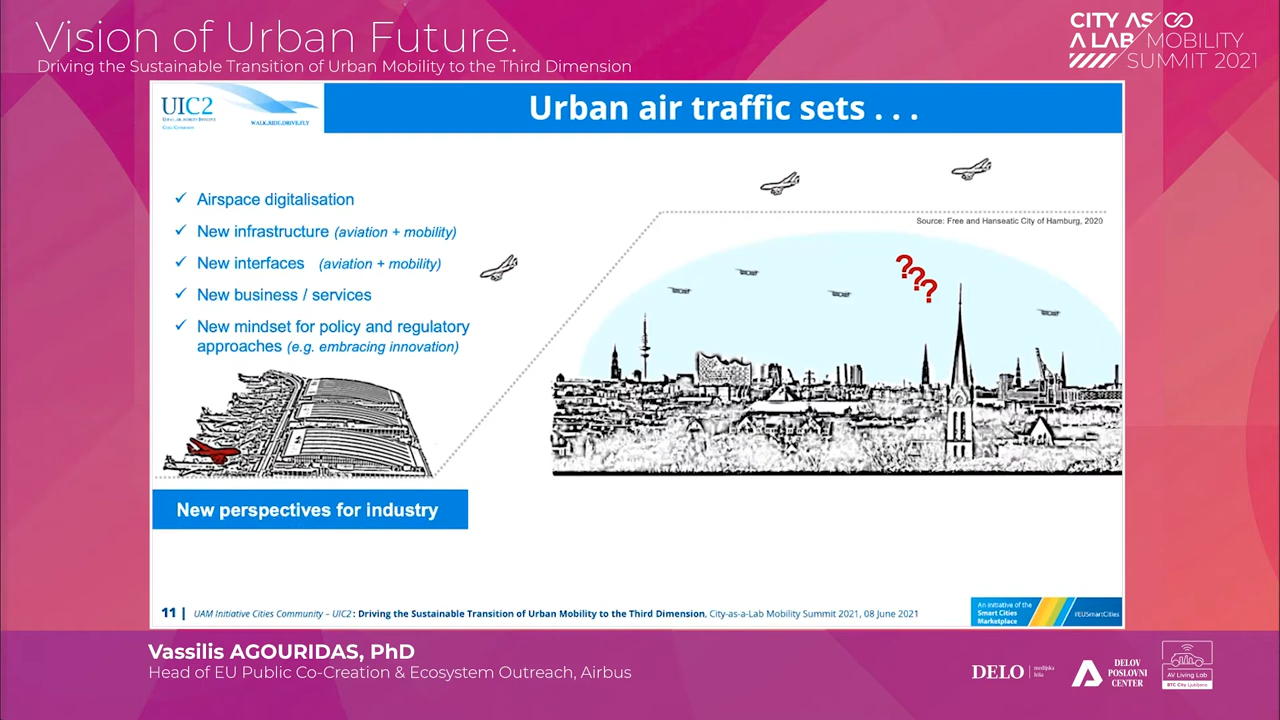 Vision of Urban Future.
Driving the Sustainable Transition of Urban Mobility to the Third Dimension
CITY AS
A LAB MOBILITY
SUMMIT 2021
UIC2
WALK.RIDE.DRIVE.FLY
Urban air traffic sets . . .
Airspace digitalisation
New infrastructure (aviation + mobility)
New interfaces (aviation + mobility)
New business / services
New mindset for policy and regulatory
approaches (e.g. embracing innovation)
Source: Free and Hanseatic City of Hamburg, 2020
???
New perspectives for industry
11 | UAM Initiative Cities Community – UIC2: Driving the Sustainable Transition of Urban Mobility to the Third Dimension, City-as-a-Lab Mobility Summit 2021, 08 June 2021
An initiative of the
Smart Cities
Marketplace
#EUSmartCities
Vassilis AGOURIDAS, PhD
Head of EU Public Co-Creation & Ecosystem Outreach, Airbus
DELO medijska
hiša
DELOV
POSLOVNI
CENTER
AV Living Lab
BTC City Ljubljana